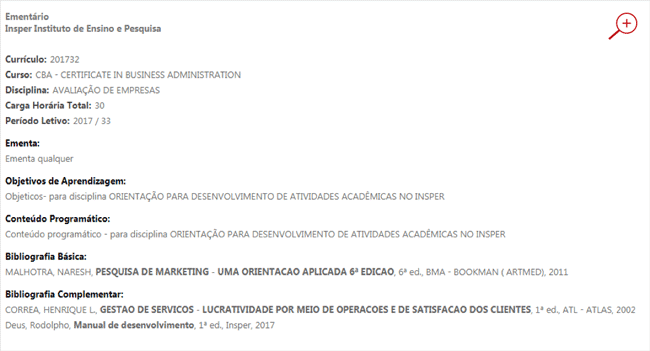 Ementário
Insper Instituto de Ensino e Pesquisa
Currículo: 201732
Curso: CBA - CERTIFICATE IN BUSINESS ADMINISTRATION
Disciplina: AVALIAÇÃO DE EMPRESAS
Carga Horária Total: 30
Período Letivo: 2017 / 33
Ementa:
Ementa qualquer
Objetivos de Aprendizagem:
Objeticos- para disciplina ORIENTAÇÃO PARA DESENVOLVIMENTO DE ATIVIDADES ACADÊMICAS NO INSPER
Conteúdo Programático:
Conteúdo programático - para disciplina ORIENTAÇÃO PARA DESENVOLVIMENTO DE ATIVIDADES ACADÊMICAS NO INSPER
Bibliografia Básica:
MALHOTRA, NARESH, PESQUISA DE MARKETING - UMA ORIENTACAO APLICADA 6ª EDICAO, 6ª ed., BMA - BOOKMAN ( ARTMED), 2011
Bibliografia Complementar:
CORREA, HENRIQUE L., GESTAO DE SERVICOS - LUCRATIVIDADE POR MEIO DE OPERACOES E DE SATISFACAO DOS CLIENTES, 1ª ed., ATL - ATLAS, 2002
Deus, Rodolpho, Manual de desenvolvimento, 1ª ed., Insper, 2017